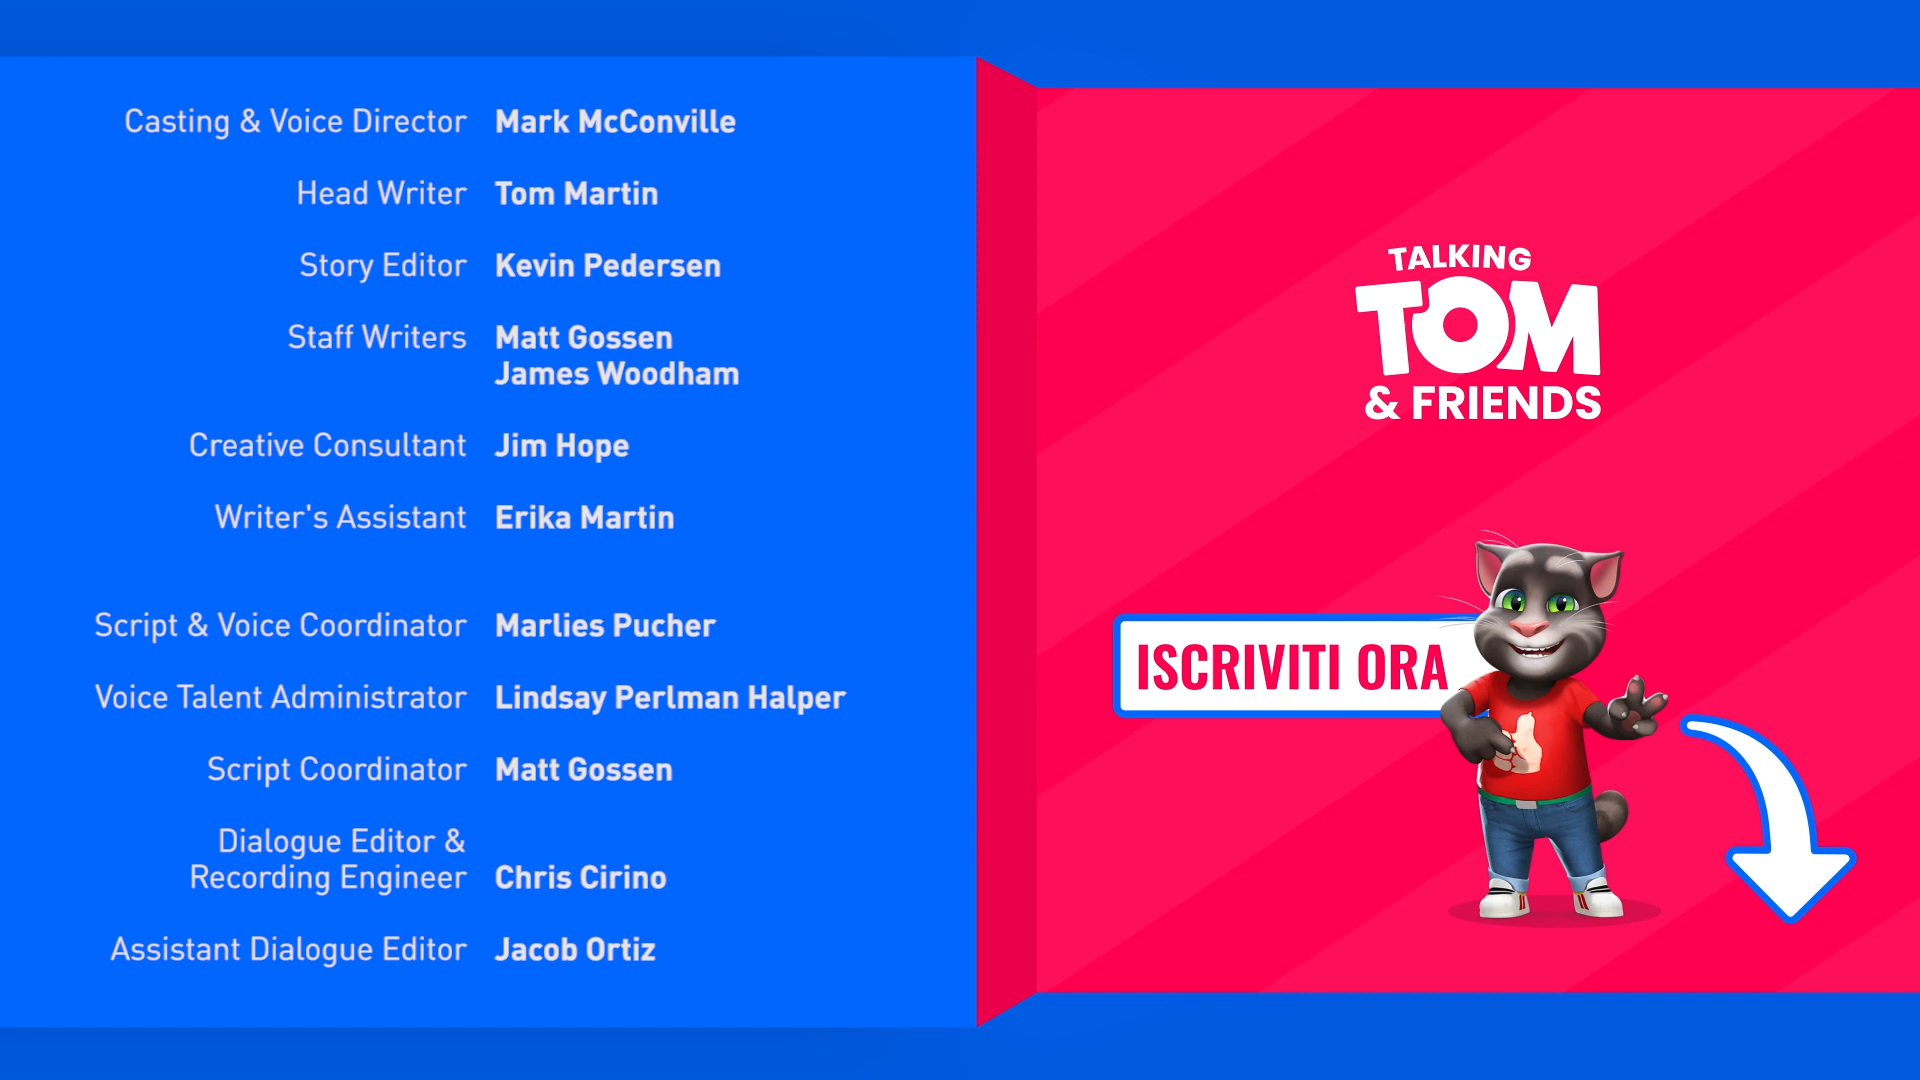 Casting & Voice Director Mark McConville
Head Writer Tom Martin
Story Editor Kevin Pedersen
Staff Writers Matt Gossen
James Woodham
Creative Consultant Jim Hope
Writer's Assistant Erika Martin
Script & Voice Coordinator Marlies Pucher
Voice Talent Administrator Lindsay Perlman Halper
Script Coordinator Matt Gossen
Dialogue Editor &
Recording Engineer Chris Cirino
Assistant Dialogue Editor Jacob Ortiz
TALKING
TOM
& FRIENDS
ISCRIVITI ORA